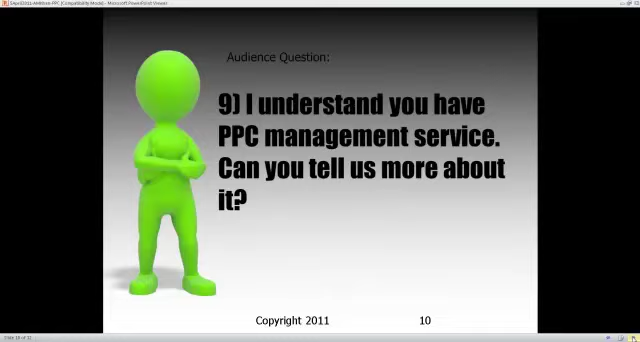 Audience Question:
9) I understand you have
PPC management service.
Can you tell us more about
it?
Copyright 2011
10